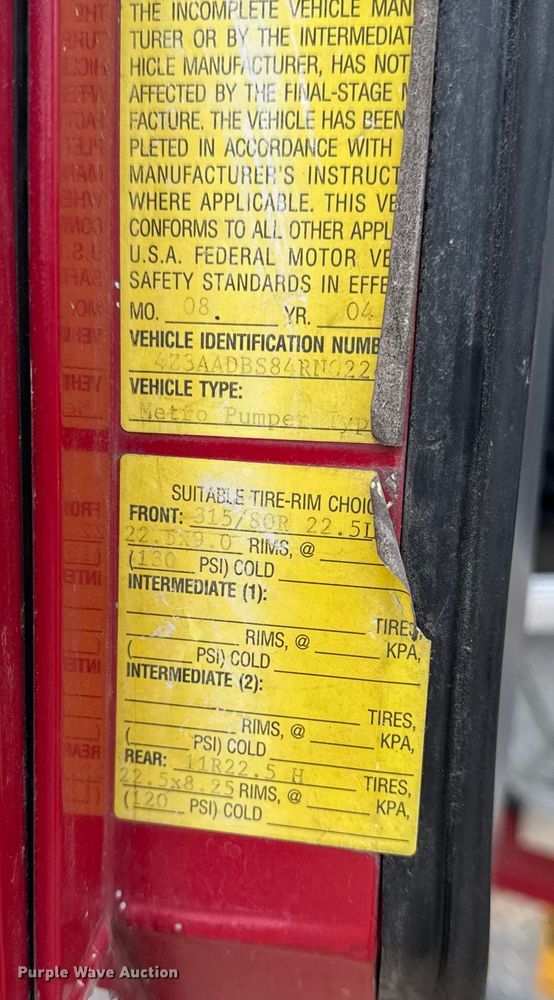 THE INCOMPLETE VEHICLE MAN
TURER OR BY THE INTERMEDIAT
HICLE MANUFACTURER, HAS NOT
AFFECTED BY THE FINAL-STAGE
FACTURE. THE VEHICLE HAS BEEN
PLETED IN ACCORDANCE WITH
MANUFACTURER'S INSTRUCT
WHERE APPLICABLE. THIS VE
CONFORMS TO ALL OTHER APPL
U.S.A. FEDERAL MOTOR VE
SAFETY STANDARDS IN EFFE
MO. 08. YR. 04
VEHICLE IDENTIFICATION NUMB
4Z3AADBS84RN022
VEHICLE TYPE:
Metro Pumper Typ
SUITABLE TIRE-RIM CHOIC
FRONT: 315/80R 22.5L
22.5x9.0 RIMS, @
(130 PSI) COLD
INTERMEDIATE (1):
TIRES,
RIMS, @ KPA,
( PSI) COLD
INTERMEDIATE (2):
TIRES,
RIMS, @ KPA,
( PSI) COLD
REAR: 11R22.5 H TIRES,
22.5x8.25 RIMS, @ KPA,
(120 PSI) COLD
Purple Wave Auction